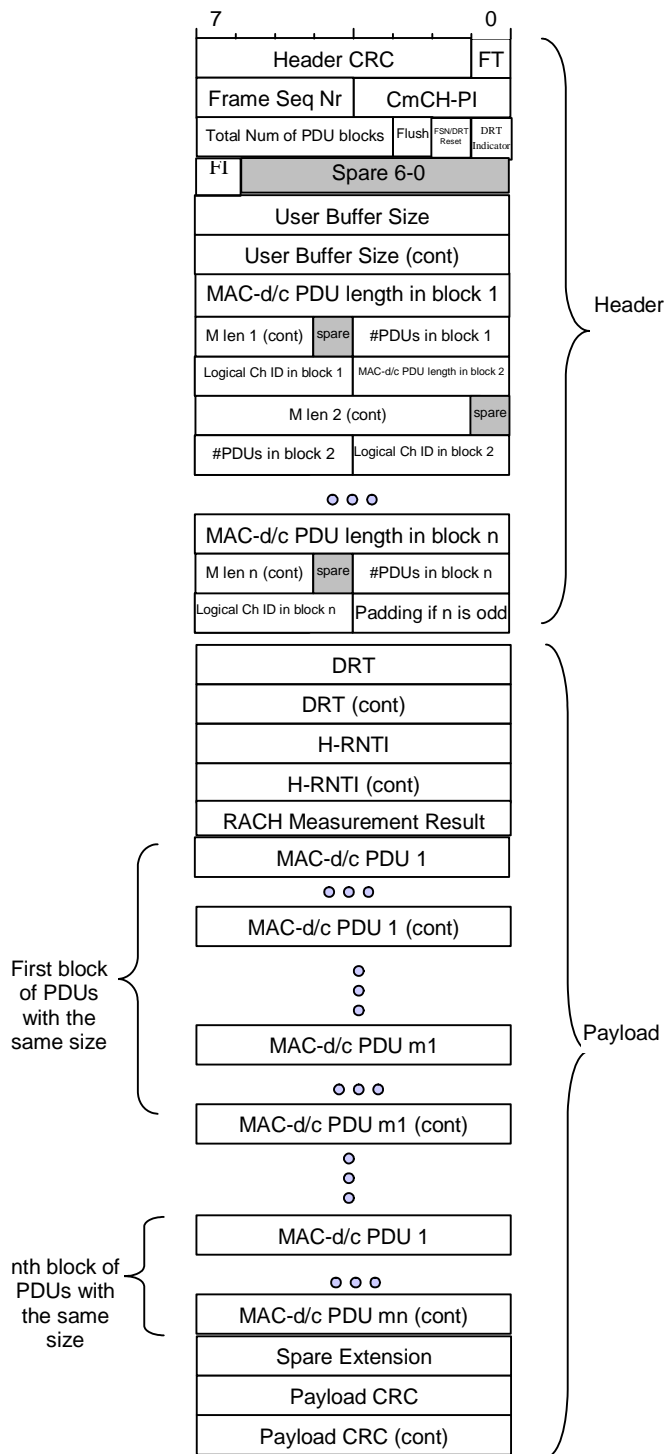 7 0
Header CRC FT
Frame Seq Nr CmCH-PI
Total Num of PDU blocks Flush FSN/DRT Reset DRT Indicator
FI Spare 6-0
User Buffer Size
User Buffer Size (cont)
MAC-d/c PDU length in block 1
Header
M len 1 (cont) spare #PDUs in block 1
Logical Ch ID in block 1 MAC-d/c PDU length in block 2
M len 2 (cont) spare
#PDUs in block 2 Logical Ch ID in block 2
MAC-d/c PDU length in block n
M len n (cont) spare #PDUs in block n
Logical Ch ID in block n Padding if n is odd
DRT
DRT (cont)
H-RNTI
H-RNTI (cont)
RACH Measurement Result
MAC-d/c PDU 1
MAC-d/c PDU 1 (cont)
First block
of PDUs
with the
same size
MAC-d/c PDU m1
Payload
MAC-d/c PDU m1 (cont)
MAC-d/c PDU 1
nth block of
PDUs with
the same
size
MAC-d/c PDU mn (cont)
Spare Extension
Payload CRC
Payload CRC (cont)